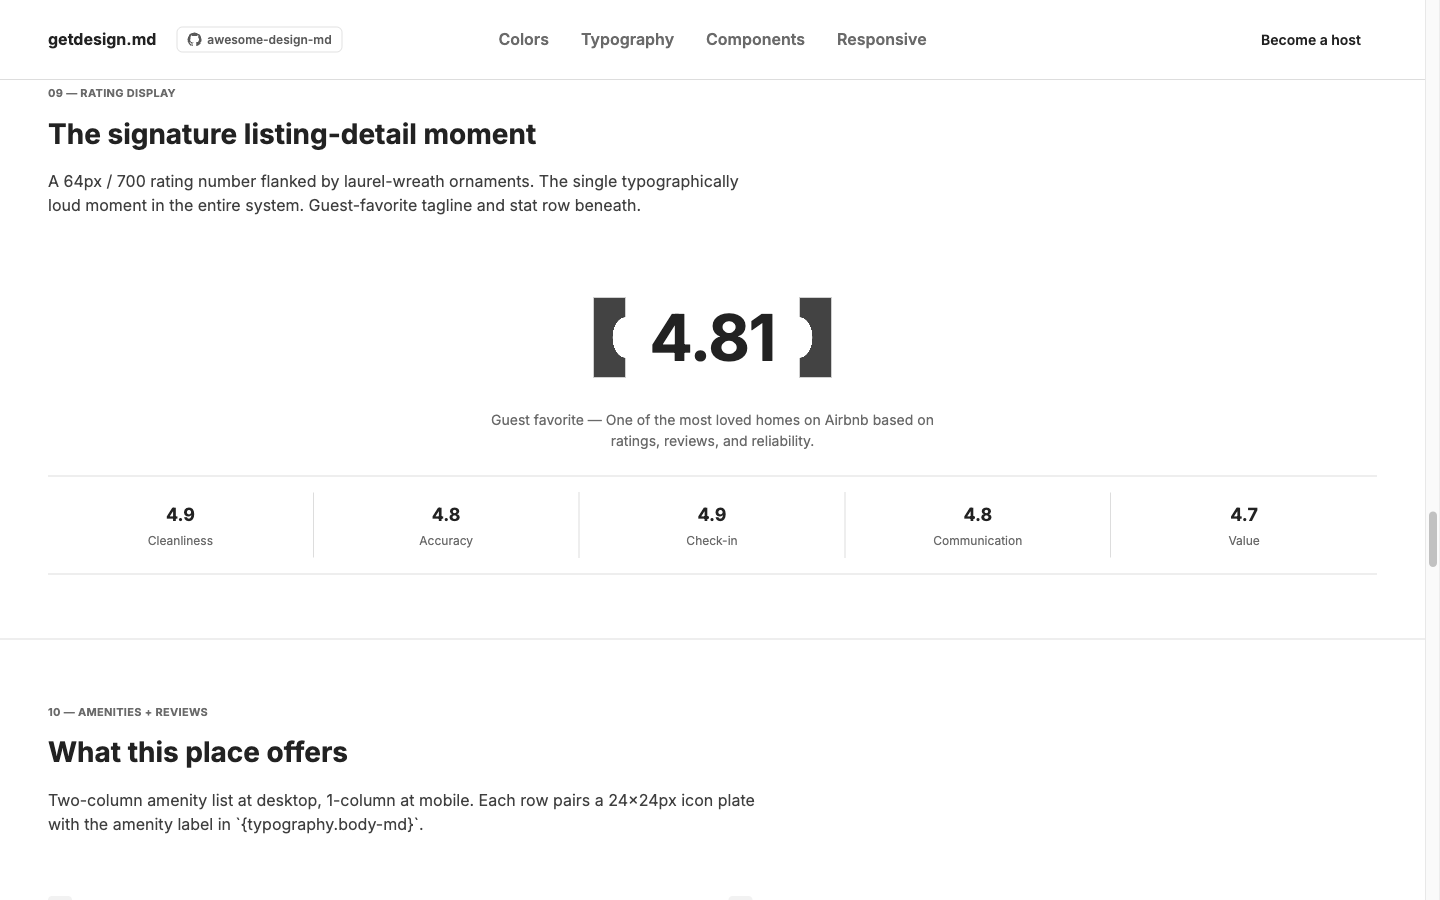 getdesign.md
awesome-design-md
Colors
Typography
Components
Responsive
Become a host
09 — RATING DISPLAY
The signature listing-detail moment
A 64px / 700 rating number flanked by laurel-wreath ornaments. The single typographically
loud moment in the entire system. Guest-favorite tagline and stat row beneath.
4.81
Guest favorite — One of the most loved homes on Airbnb based on
ratings, reviews, and reliability.
4.9
Cleanliness
4.8
Accuracy
4.9
Check-in
4.8
Communication
4.7
Value
10 — AMENITIES + REVIEWS
What this place offers
Two-column amenity list at desktop, 1-column at mobile. Each row pairs a 24×24px icon plate
with the amenity label in `{typography.body-md}`.